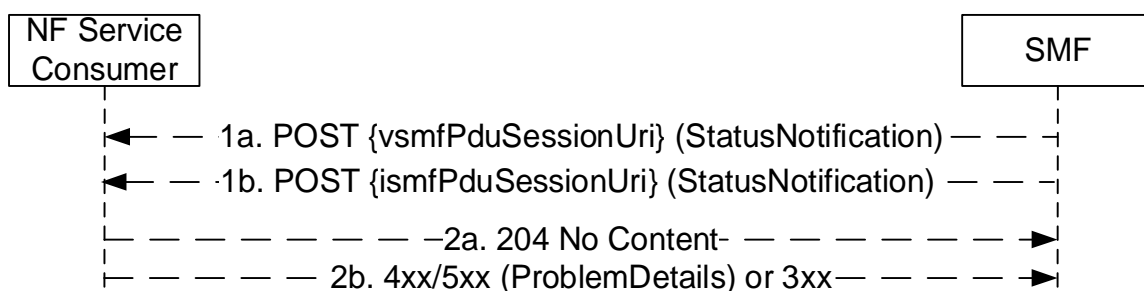 NF Service
Consumer
SMF
1a. POST {vsmfPduSessionUri} (StatusNotification)
1b. POST {ismfPduSessionUri} (StatusNotification)
2a. 204 No Content
2b. 4xx/5xx (ProblemDetails) or 3xx